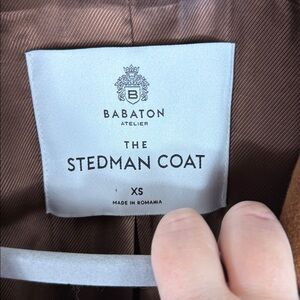 B
BABATON
ATELIER
THE
STEDMAN COAT
XS
MADE IN ROMANIA